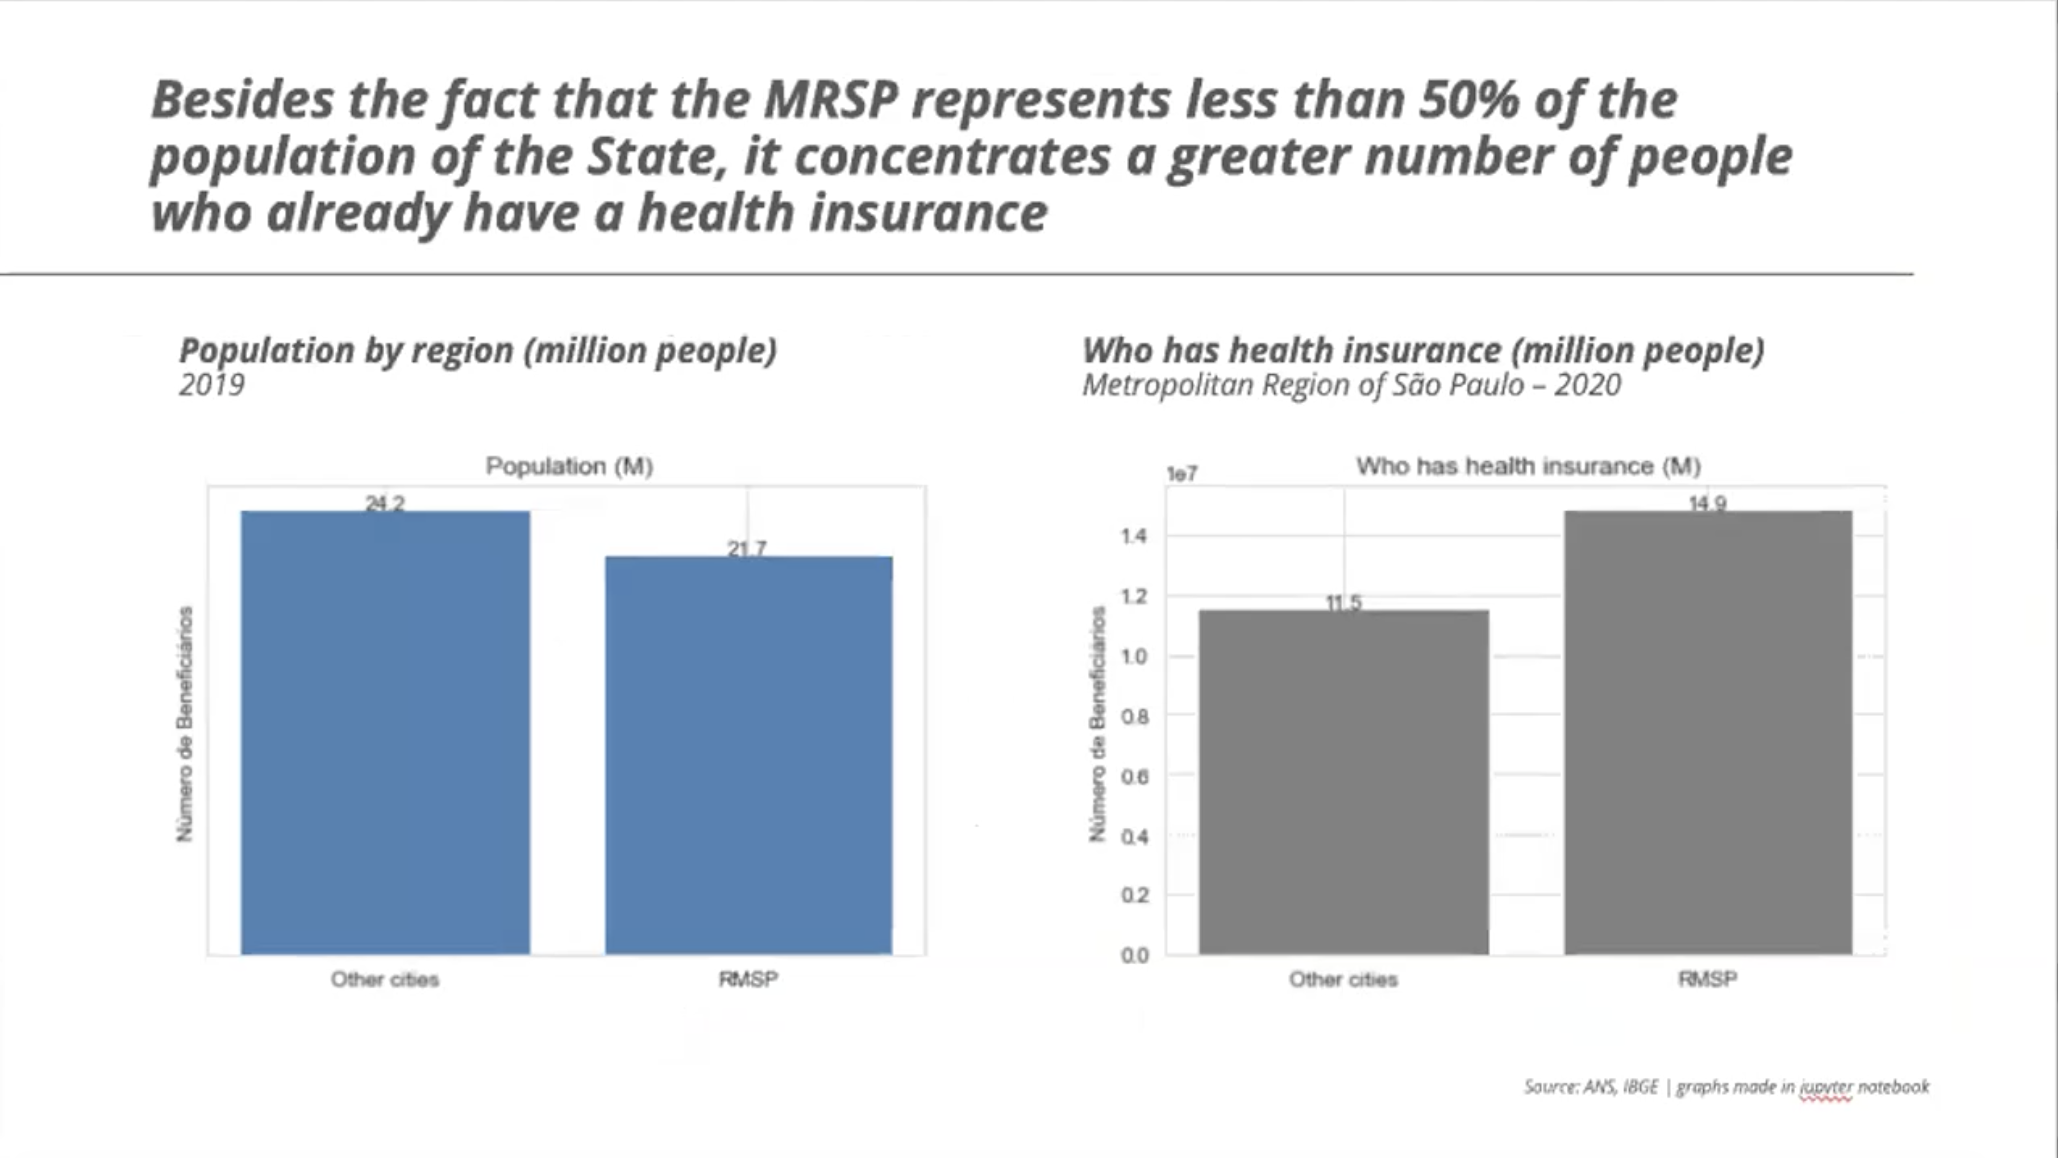 Besides the fact that the MRSP represents less than 50% of the
population of the State, it concentrates a greater number of people
who already have a health insurance
Population by region (million people)
2019
Population (M)
24.2
21.7
Número de Beneficiários
Other cities
RMSP
Who has health insurance (million people)
Metropolitan Region of São Paulo – 2020
Who has health insurance (M)
1e7
14.9
11.5
1.4
1.2
1.0
0.8
0.6
0.4
0.2
0.0
Número de Beneficiários
Other cities
RMSP
Source: ANS, IBGE | graphs made in jupyter notebook